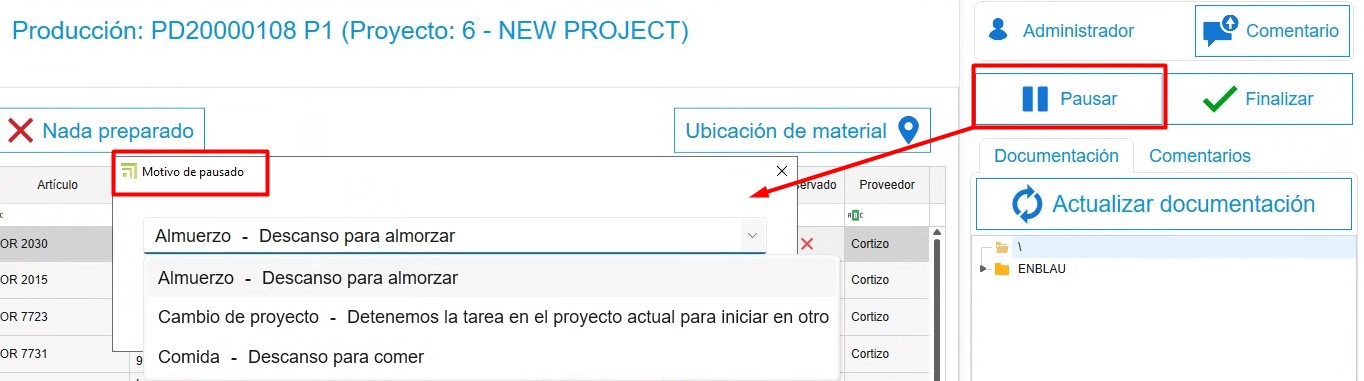 Producción: PD20000108 P1 (Proyecto: 6 - NEW PROJECT)
Administrador
Comentario
Pausar
Finalizar
Nada preparado
Ubicación de material
Documentación
Comentarios
Actualizar documentación
\
ENBLAU
Motivo de pausado
Artículo
Proveedor
Almuerzo - Descanso para almorzar
Almuerzo - Descanso para almorzar
Cambio de proyecto - Detenemos la tarea en el proyecto actual para iniciar en otro
Comida - Descanso para comer
OR 2030
Cortizo
OR 2015
Cortizo
OR 7723
Cortizo
OR 7731
9
Cortizo